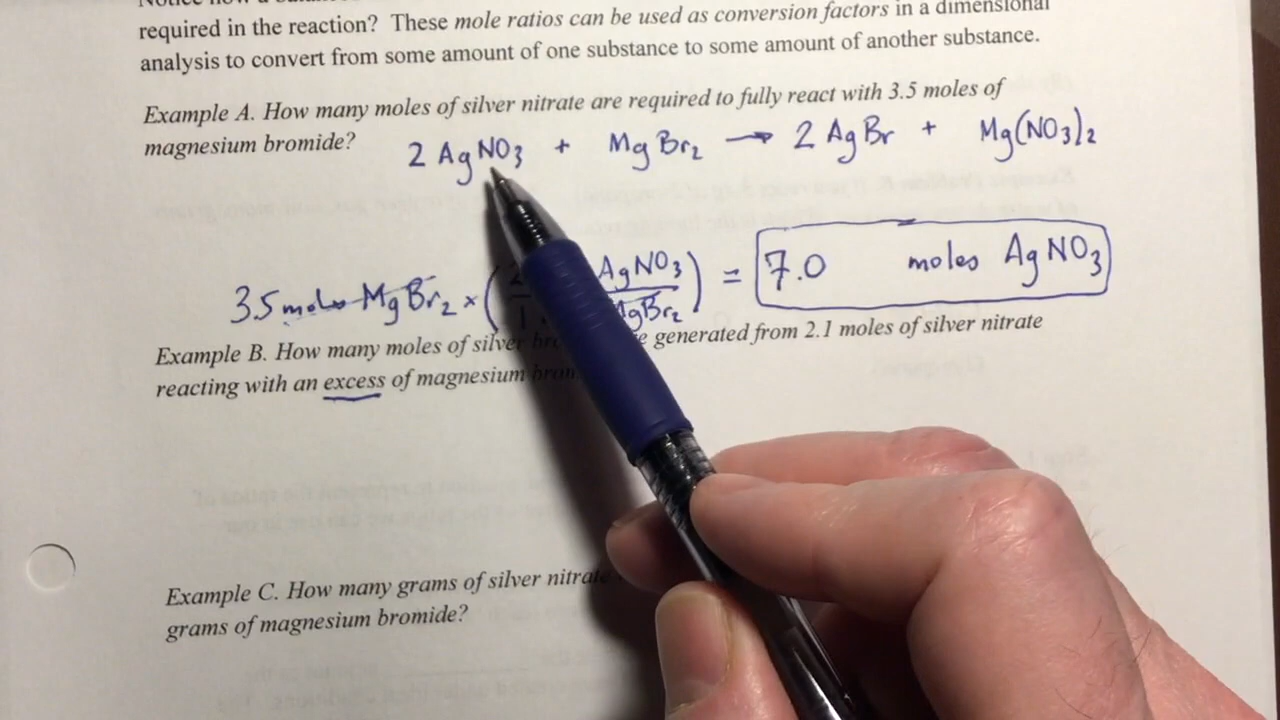 required in the reaction? These mole ratios can be used as conversion factors in a dimensional
analysis to convert from some amount of one substance to some amount of another substance.
Example A. How many moles of silver nitrate are required to fully react with 3.5 moles of
magnesium bromide?
2 AgNO3 + MgBr2 → 2 AgBr + Mg(NO3)2
3.5 moles MgBr2 × ( AgNO3 / MgBr2 ) = 7.0 moles AgNO3
Example B. How many moles of silver generated from 2.1 moles of silver nitrate
reacting with an excess of magnesium
Example C. How many grams of silver nitrate
grams of magnesium bromide?